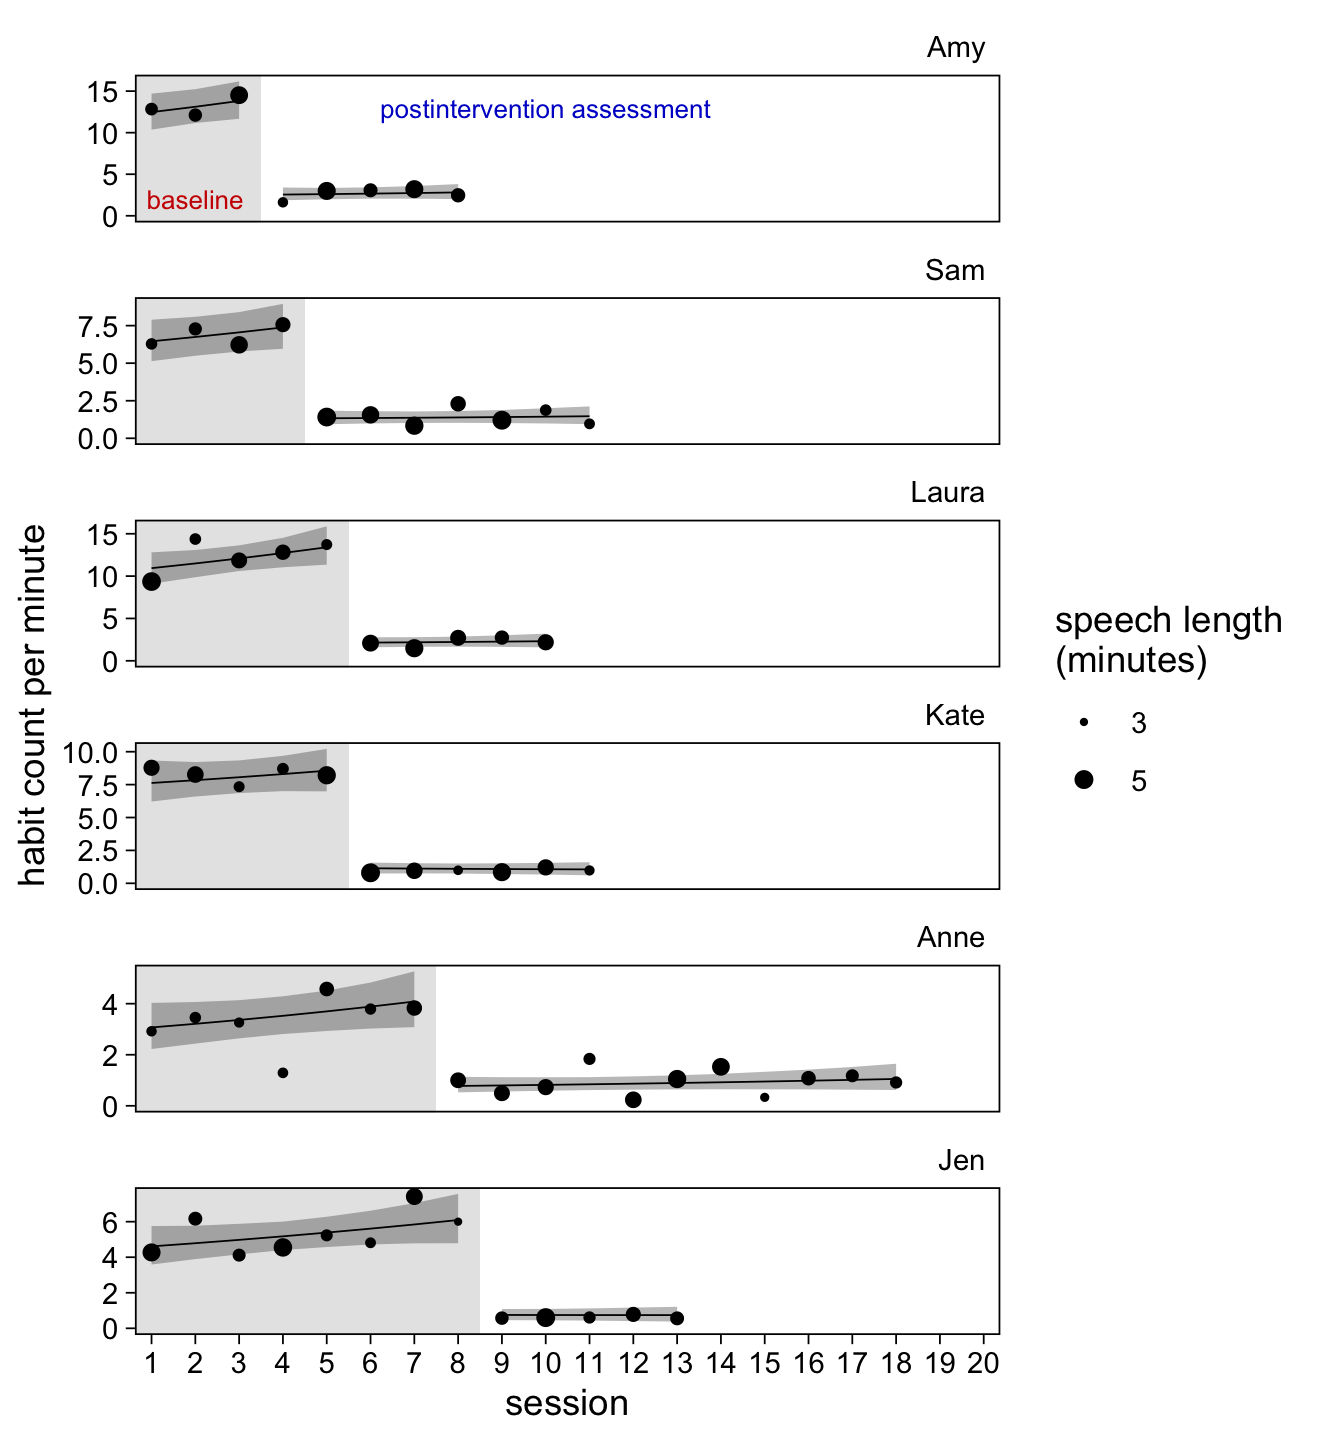 Amy
15
10
5
0
postintervention assessment
baseline
Sam
7.5
5.0
2.5
0.0
Laura
15
10
5
0
Kate
10.0
7.5
5.0
2.5
0.0
Anne
4
2
0
Jen
6
4
2
0
1 2 3 4 5 6 7 8 9 10 11 12 13 14 15 16 17 18 19 20
session
habit count per minute
speech length
(minutes)
3
5